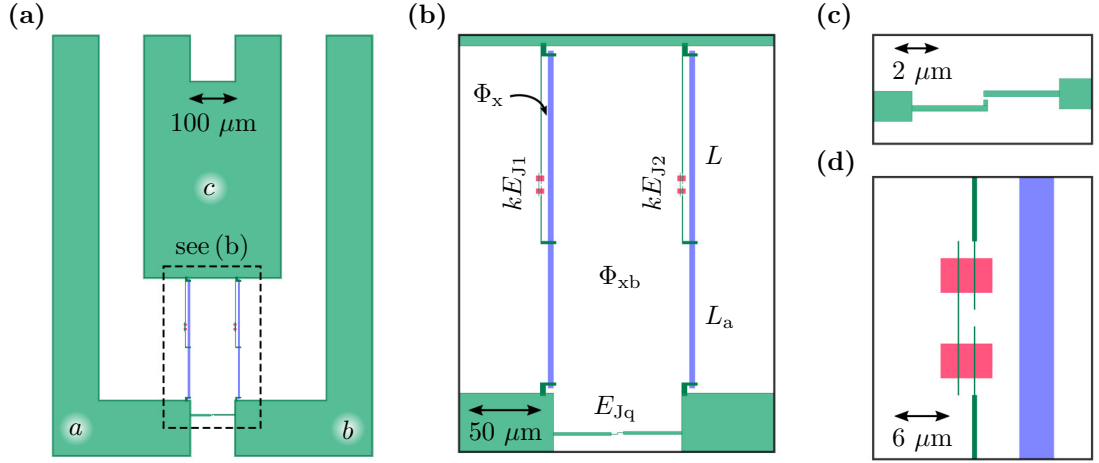 (a)
100 μm
c
see (b)
a
b
(b)
Φx
kEJ1
kEJ2
L
Φxb
La
EJq
50 μm
(c)
2 μm
(d)
6 μm